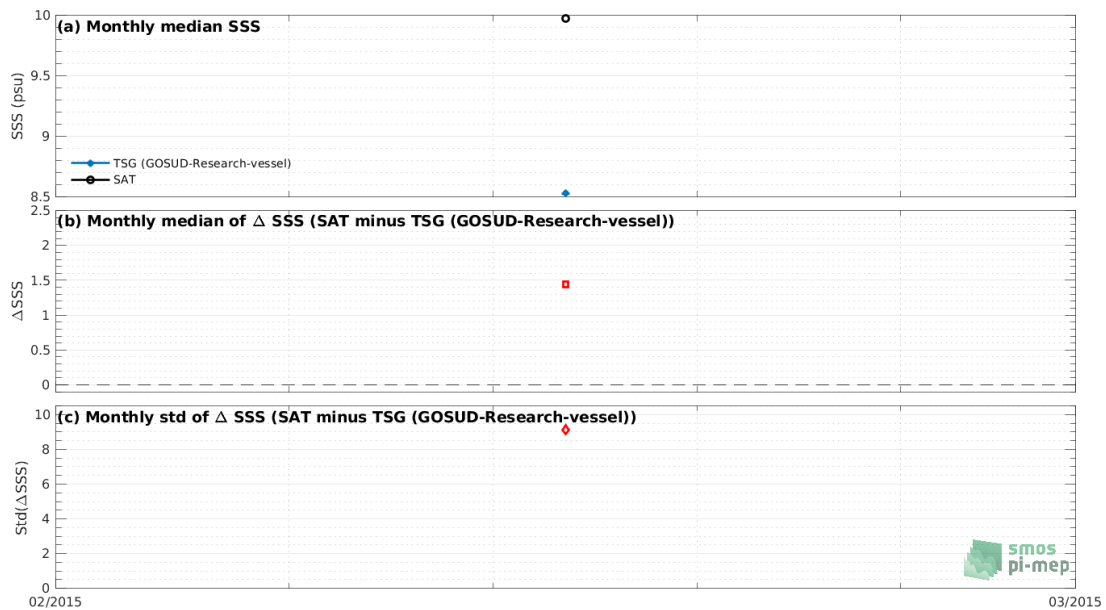 (a) Monthly median SSS
10
9.5
9
8.5
SSS (psu)
TSG (GOSUD-Research-vessel)
SAT
(b) Monthly median of Δ SSS (SAT minus TSG (GOSUD-Research-vessel))
2.5
2
1.5
1
0.5
0
ΔSSS
(c) Monthly std of Δ SSS (SAT minus TSG (GOSUD-Research-vessel))
10
8
6
4
2
0
Std(ΔSSS)
02/2015
03/2015
smos
pi-mep